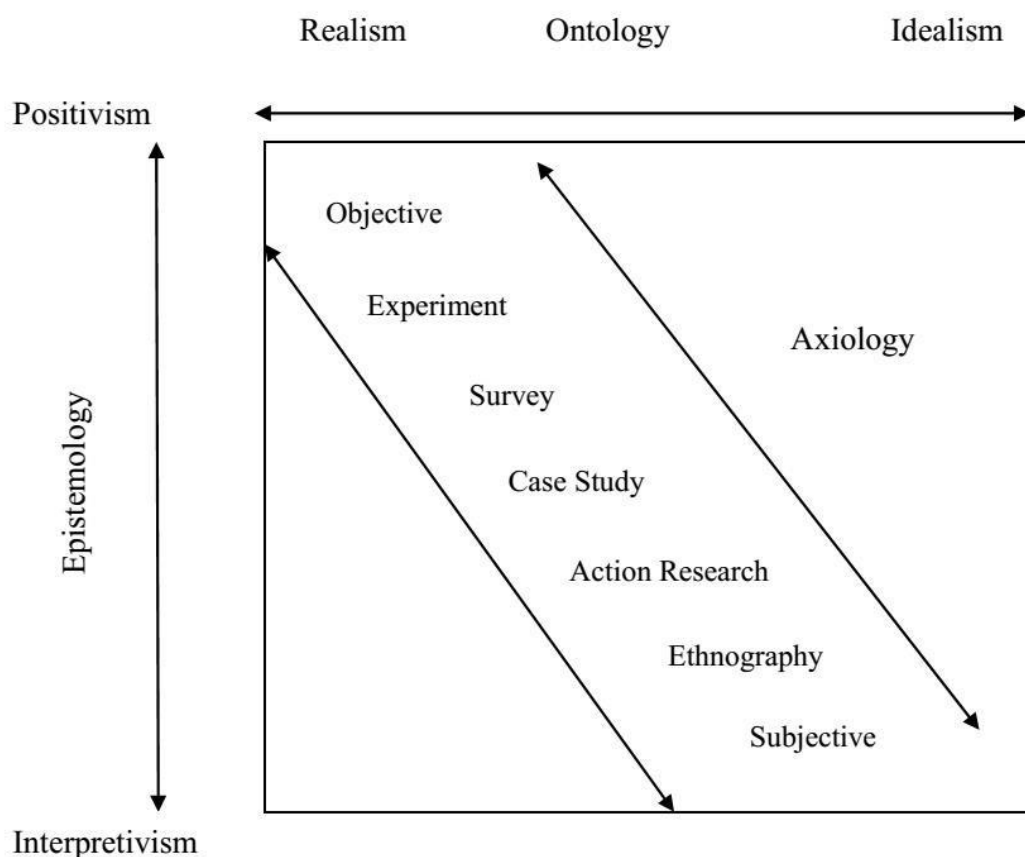 Realism Ontology Idealism
Positivism
Objective
Experiment
Axiology
Survey
Epistemology
Case Study
Action Research
Ethnography
Subjective
Interpretivism